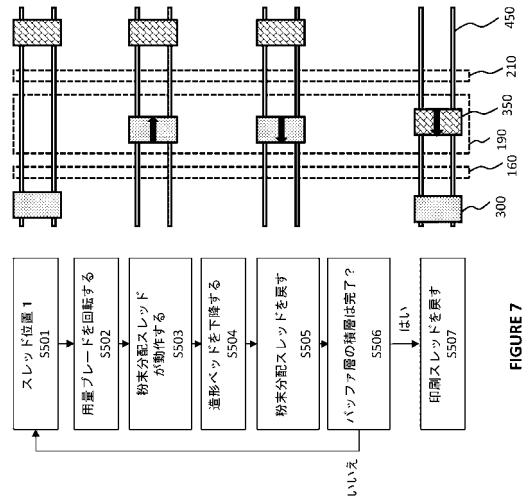 スレッド位置 1
S501
用量ブレードを回転する
S502
粉末分配スレッド
が動作する
S503
造形ベッドを下降する
S504
粉末分配スレッドを戻す
S505
バッファ層の積層は完了?
S506
はい
印刷スレッドを戻す
S507
いいえ
300
160
190
350
210
450
FIGURE 7